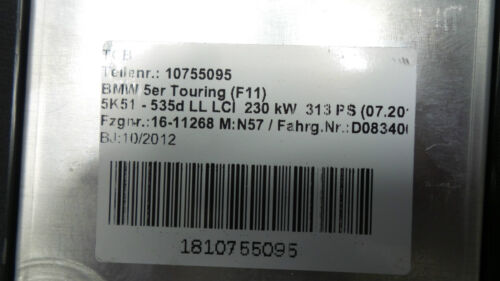 Teilenr.: 10755095
BMW 5er Touring (F11)
5K51 - 535d LL LCI 230 kW 313 PS (07.201
Fzgnr.:16-11268 M:N57 / Fahrg.Nr.:D083400
BJ:10/2012
1810755095